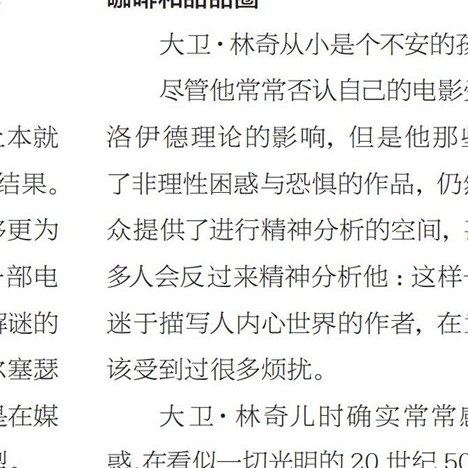 上本就
结果。
更为
部电
解谜的
尔塞瑟
是在媒
咖啡和甜甜圈
大卫·林奇从小是个不安的孩
尽管他常常否认自己的电影受
洛伊德理论的影响，但是他那些
了非理性困惑与恐惧的作品，仍
众提供了进行精神分析的空间，
多人会反过来精神分析他：这样
迷于描写人内心世界的作者，在
该受到过很多烦扰。
大卫·林奇儿时确实常常感
惑，在看似一切光明的20世纪50